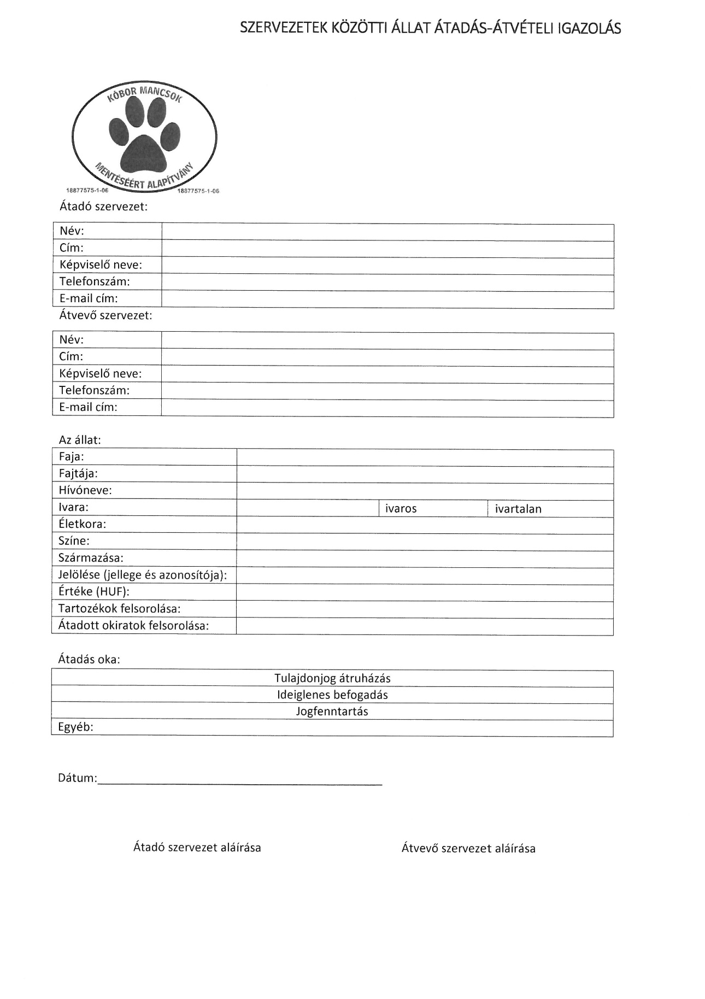 SZERVEZETEK KÖZÖTTI ÁLLAT ÁTADÁS-ÁTVÉTELI IGAZOLÁS
KÓBOR MANCSOK
MENTÉSÉÉRT ALAPÍTVÁNY
18877575-1-06 18877575-1-06
Átadó szervezet:
Név:
Cím:
Képviselő neve:
Telefonszám:
E-mail cím:
Átvevő szervezet:
Név:
Cím:
Képviselő neve:
Telefonszám:
E-mail cím:
Az állat:
Faja:
Fajtája:
Hívóneve:
Ivara: ivaros ivartalan
Életkora:
Színe:
Származása:
Jelölése (jellege és azonosítója):
Értéke (HUF):
Tartozékok felsorolása:
Átadott okiratok felsorolása:
Átadás oka:
Tulajdonjog átruházás
Ideiglenes befogadás
Jogfenntartás
Egyéb:
Dátum:
Átadó szervezet aláírása Átvevő szervezet aláírása